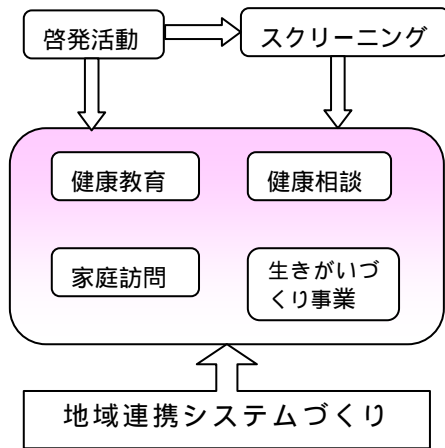 啓発活動
スクリーニング
健康教育
健康相談
家庭訪問
生きがいづ
くり事業
地域連携システムづくり